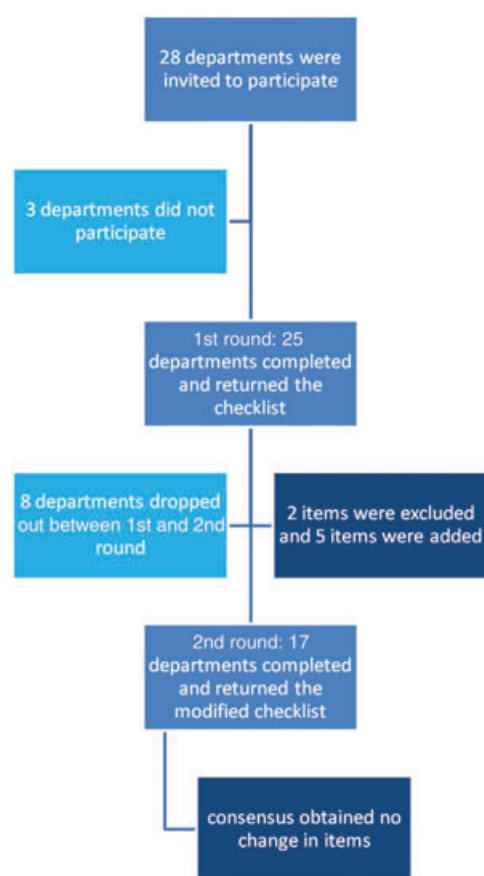 28 departments were
invited to participate
3 departments did not
participate
1st round: 25
departments completed
and returned the
checklist
8 departments dropped
out between 1st and 2nd
round
2 items were excluded
and 5 items were added
2nd round: 17
departments completed
and returned the
modified checklist
consensus obtained no
change in items